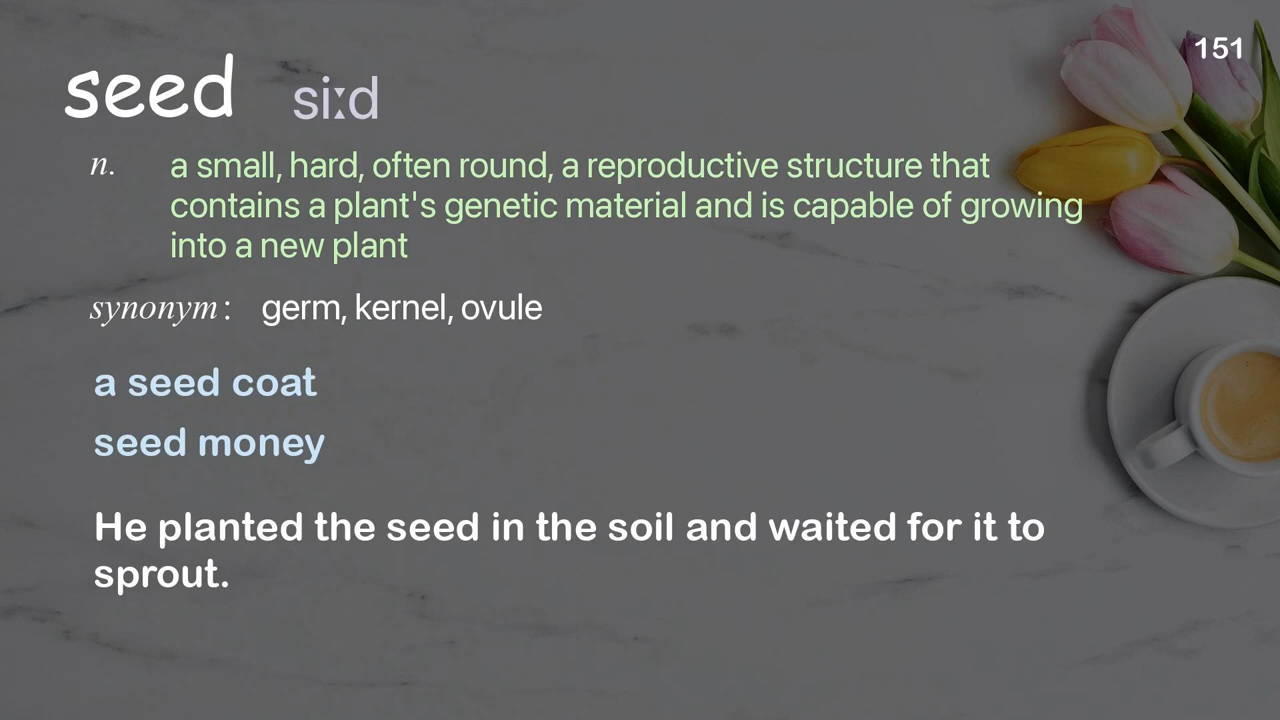 151
seed siːd
n. a small, hard, often round, a reproductive structure that
contains a plant's genetic material and is capable of growing
into a new plant
synonym: germ, kernel, ovule
a seed coat
seed money
He planted the seed in the soil and waited for it to
sprout.